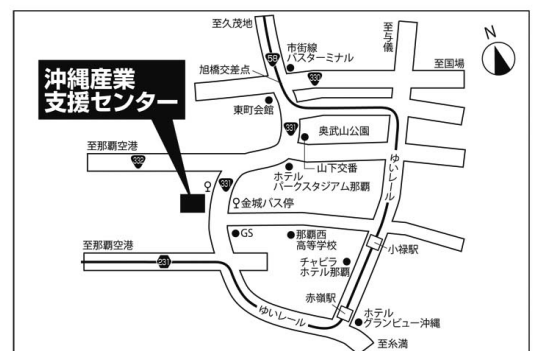 至久茂地
至与儀
N
市街線
バスターミナル
58
至国場
旭橋交差点
330
沖縄産業
支援センター
東町会館
331
奥武山公園
至那覇空港
332
山下交番
ゆいレール
ホテル
パークスタジアム那覇
331
金城バス停
GS
那覇西
高等学校
至那覇空港
小禄駅
231
チャビラ
ホテル那覇
赤嶺駅
ゆいレール
ホテル
グランビュー沖縄
至糸満